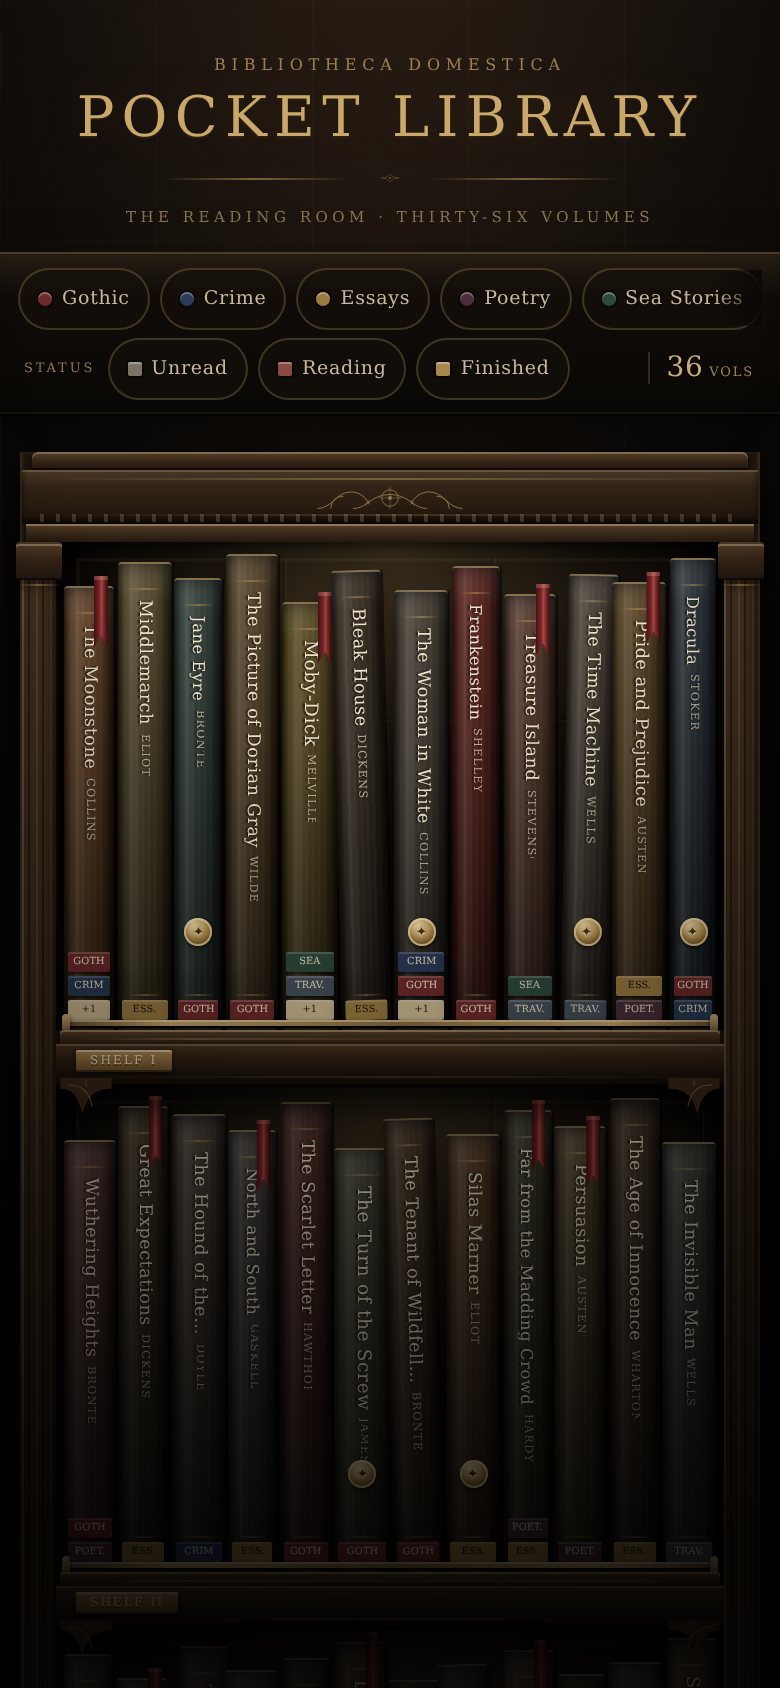 BIBLIOTHECA DOMESTICA
POCKET LIBRARY
THE READING ROOM · THIRTY-SIX VOLUMES
Gothic
Crime
Essays
Poetry
Sea Stories
STATUS
Unread
Reading
Finished
36 VOLS
The Moonstone COLLINS
GOTH
CRIM
+1
Middlemarch ELIOT
ESS.
Jane Eyre BRONTE
GOTH
The Picture of Dorian Gray WILDE
GOTH
Moby-Dick MELVILLE
SEA
TRAV.
+1
Bleak House DICKENS
ESS.
The Woman in White COLLINS
CRIM
GOTH
+1
Frankenstein SHELLEY
GOTH
Treasure Island STEVENS
SEA
TRAV.
The Time Machine WELLS
TRAV.
Pride and Prejudice AUSTEN
ESS.
POET.
Dracula STOKER
GOTH
CRIM
SHELF I
Wuthering Heights BRONTE
GOTH
POET.
Great Expectations DICKENS
ESS.
The Hound of the… DOYLE
CRIM
North and South GASKELL
ESS.
The Scarlet Letter HAWTHOR
GOTH
The Turn of the Screw JAMES
GOTH
The Tenant of Wildfell… BRONTE
GOTH
Silas Marner ELIOT
ESS.
Far from the Madding Crowd HARDY
POET.
ESS.
Persuasion AUSTEN
POET.
The Age of Innocence WHARTON
ESS.
The Invisible Man WELLS
TRAV.
SHELF II